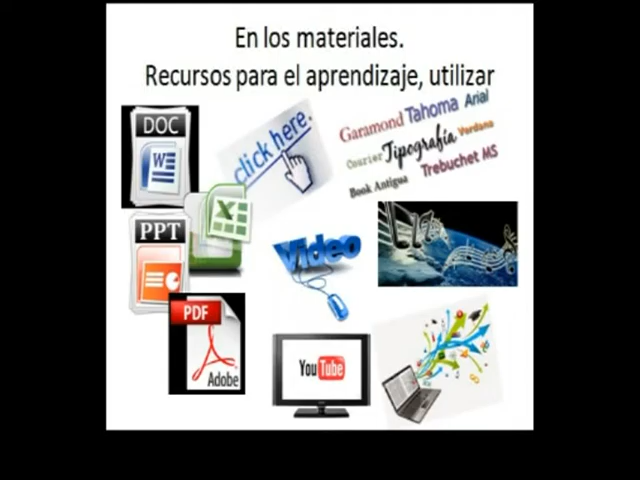 En los materiales.
Recursos para el aprendizaje, utilizar
DOC
W
click here.
Garamond Tahoma Arial
Courier Tipografía Verdana
Book Antigua Trebuchet MS
X
PPT
P
Video
PDF
Adobe
YouTube